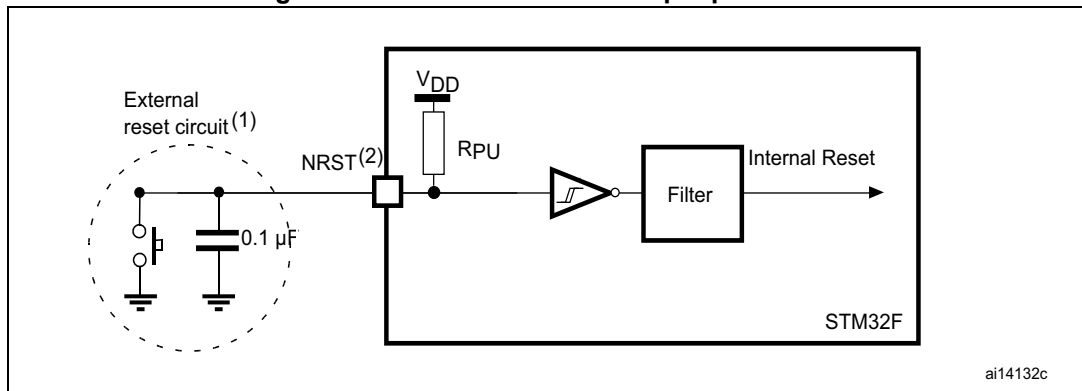 VDD
External
reset circuit(1)
NRST(2)
RPU
Internal Reset
Filter
0.1 μF
STM32F
ai14132c